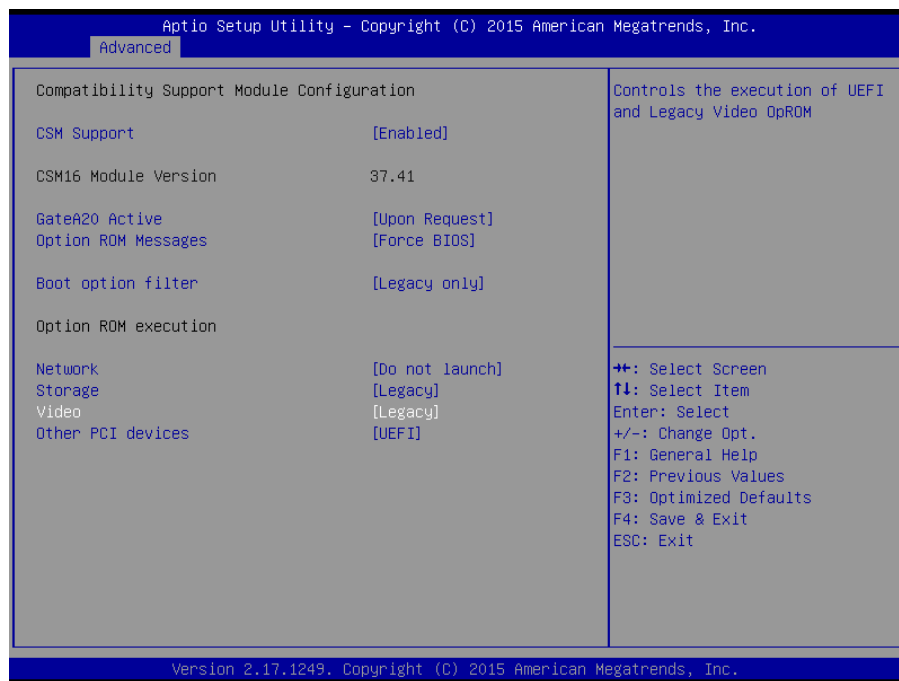 Aptio Setup Utility – Copyright (C) 2015 American Megatrends, Inc.
Advanced
Compatibility Support Module Configuration
CSM Support [Enabled]
CSM16 Module Version 37.41
GateA20 Active [Upon Request]
Option ROM Messages [Force BIOS]
Boot option filter [Legacy only]
Option ROM execution
Network [Do not launch]
Storage [Legacy]
Video [Legacy]
Other PCI devices [UEFI]
Controls the execution of UEFI
and Legacy Video OpROM
→←: Select Screen
↑↓: Select Item
Enter: Select
+/-: Change Opt.
F1: General Help
F2: Previous Values
F3: Optimized Defaults
F4: Save & Exit
ESC: Exit
Version 2.17.1249. Copyright (C) 2015 American Megatrends, Inc.